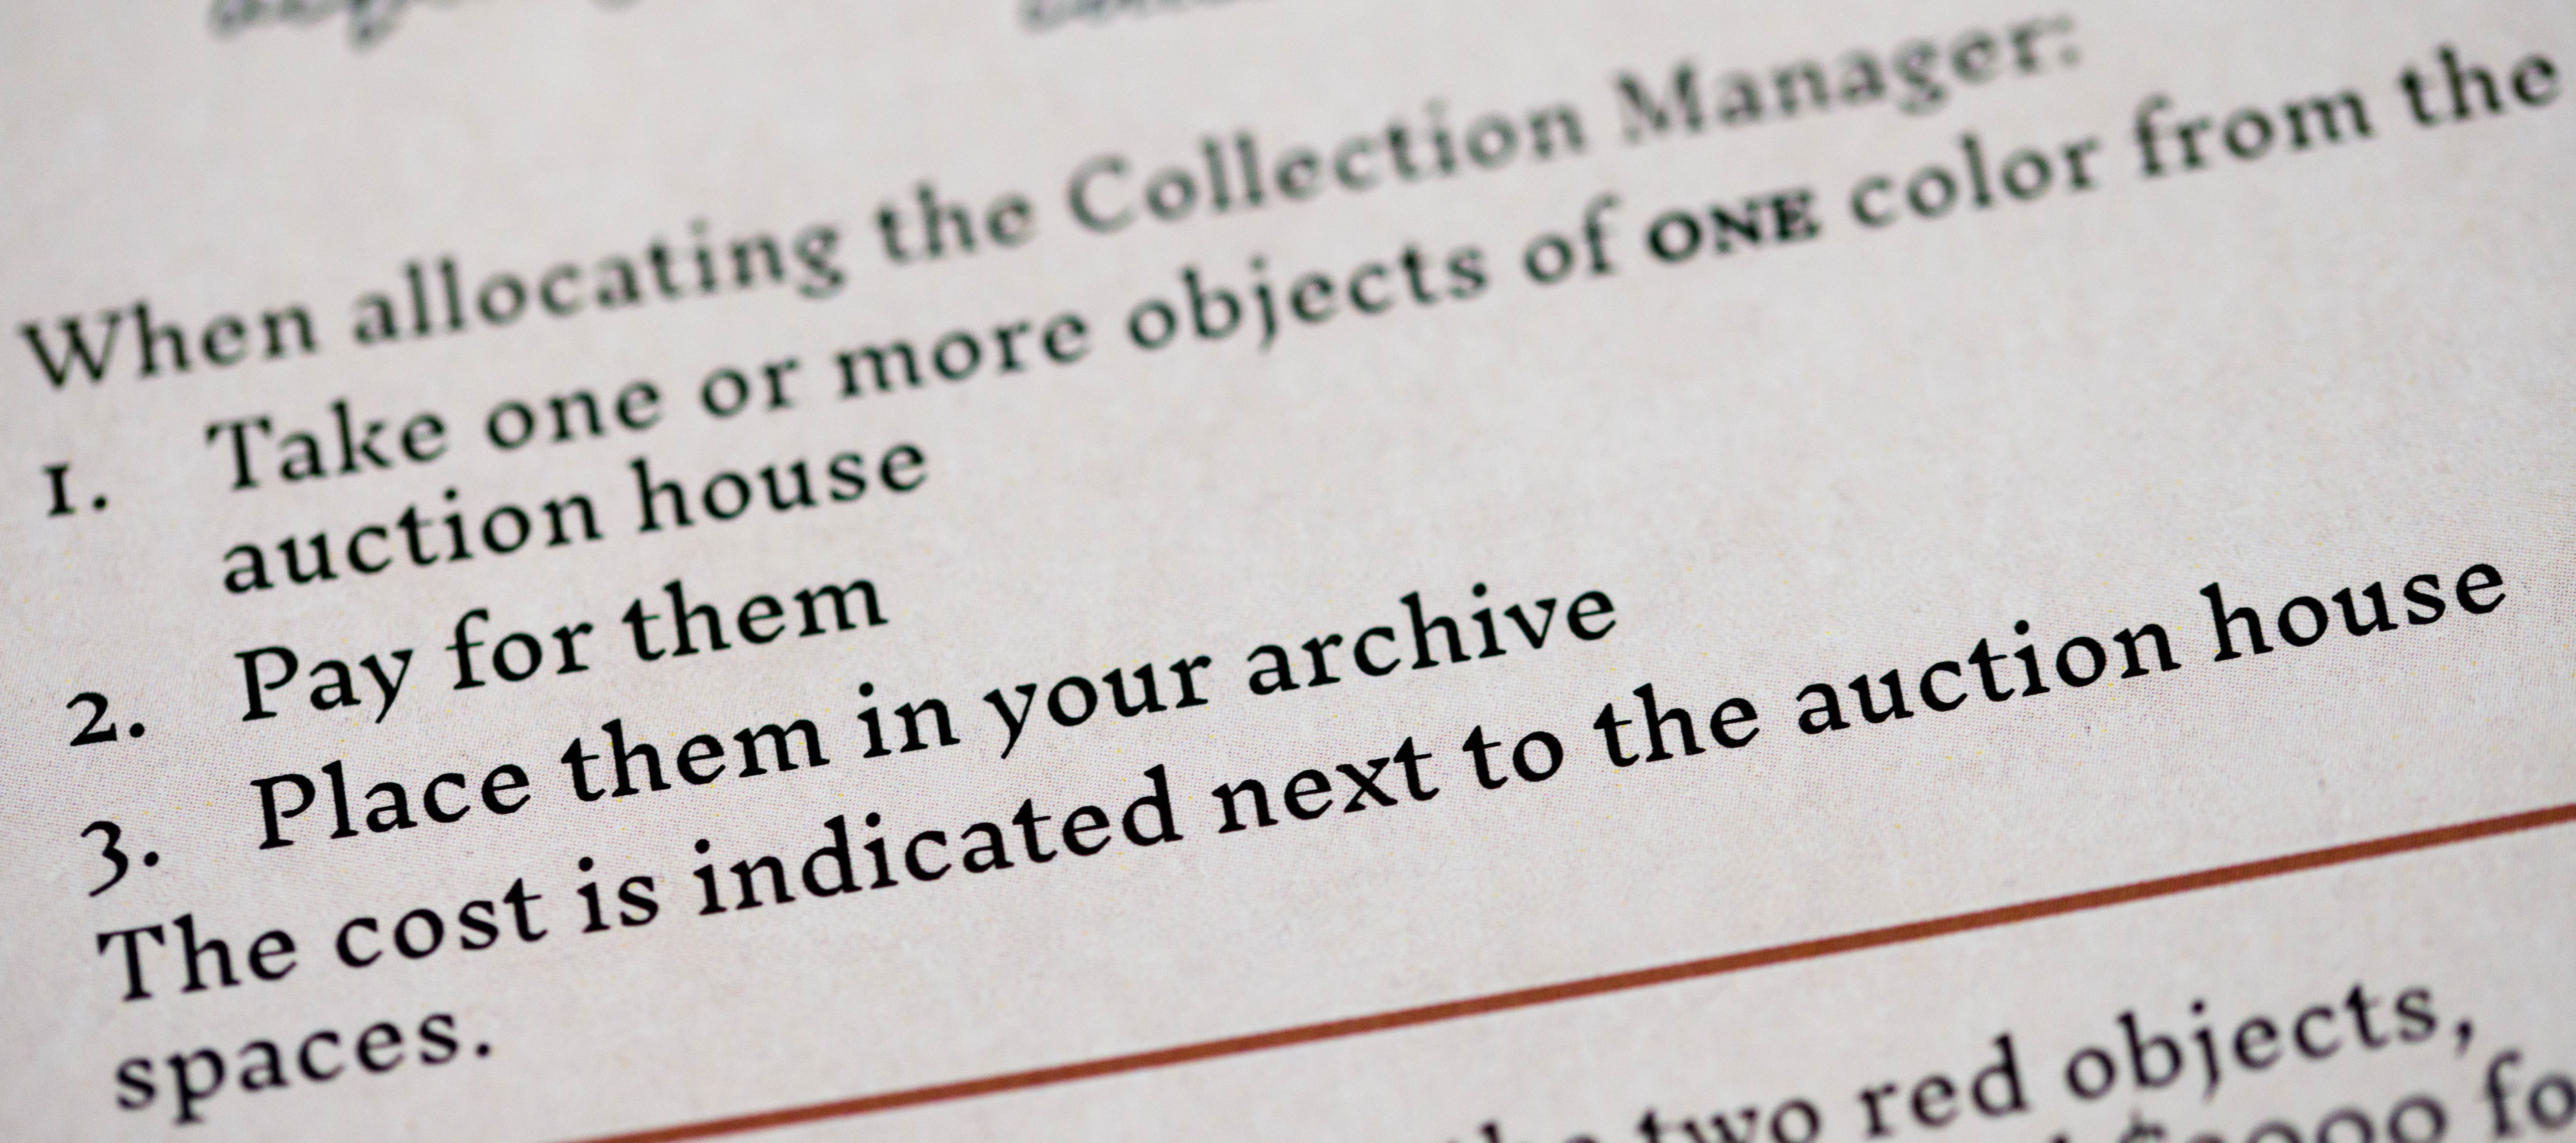 When allocating the Collection Manager:
1. Take one or more objects of ONE color from the
auction house
2. Pay for them
3. Place them in your archive
The cost is indicated next to the auction house
spaces.
two red objects,